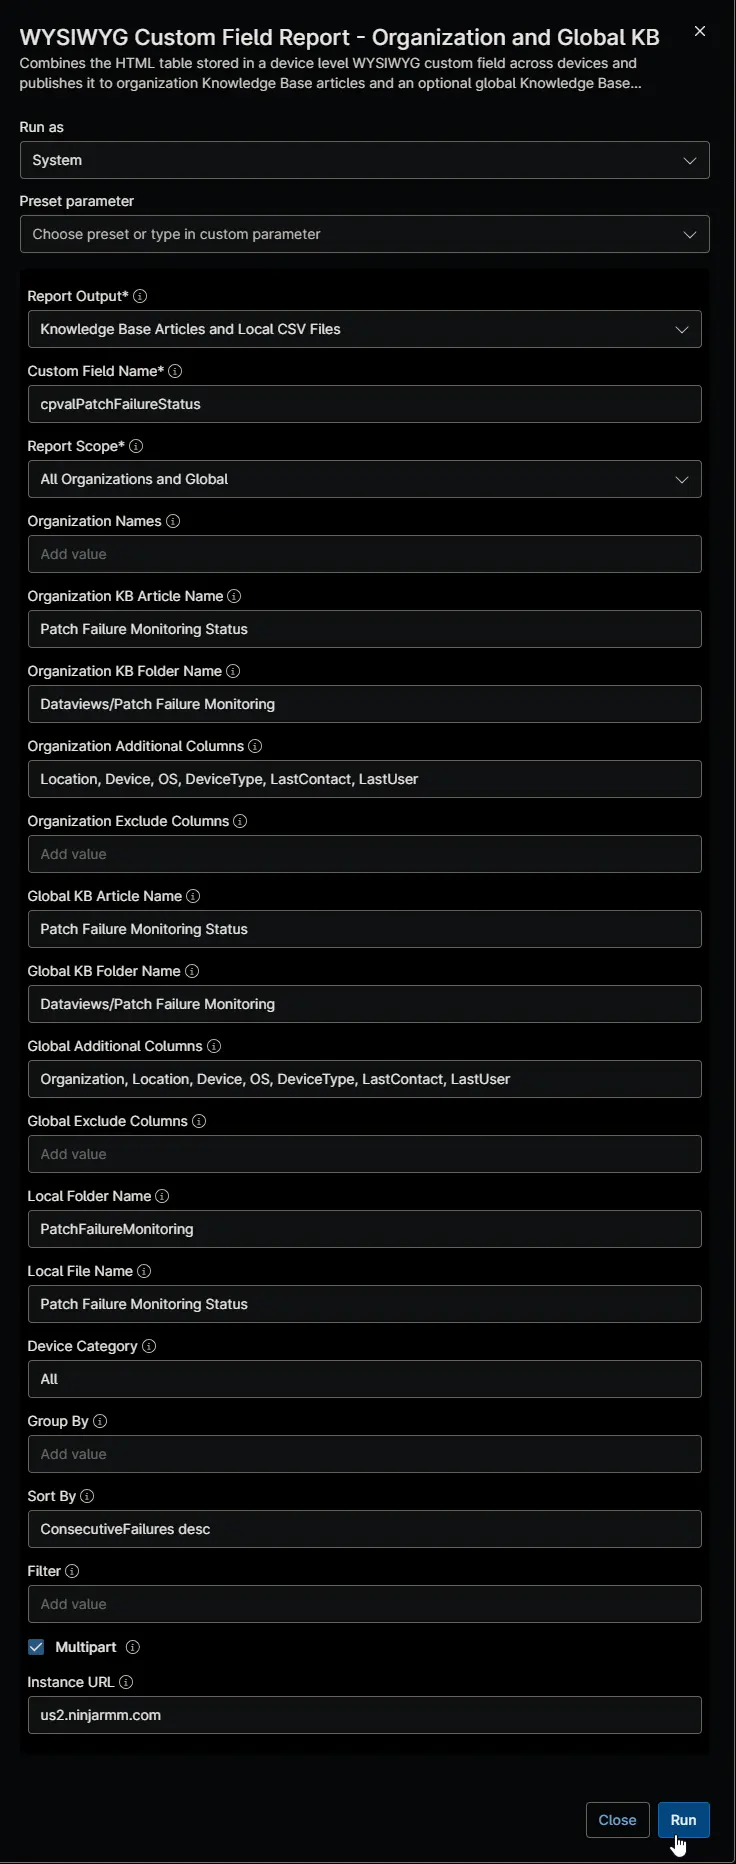 WYSIWYG Custom Field Report - Organization and Global KB
Combines the HTML table stored in a device level WYSIWYG custom field across devices and
publishes it to organization Knowledge Base articles and an optional global Knowledge Base...
Run as
System
Preset parameter
Choose preset or type in custom parameter
Report Output*
Knowledge Base Articles and Local CSV Files
Custom Field Name*
cpvalPatchFailureStatus
Report Scope*
All Organizations and Global
Organization Names
Add value
Organization KB Article Name
Patch Failure Monitoring Status
Organization KB Folder Name
Dataviews/Patch Failure Monitoring
Organization Additional Columns
Location, Device, OS, DeviceType, LastContact, LastUser
Organization Exclude Columns
Add value
Global KB Article Name
Patch Failure Monitoring Status
Global KB Folder Name
Dataviews/Patch Failure Monitoring
Global Additional Columns
Organization, Location, Device, OS, DeviceType, LastContact, LastUser
Global Exclude Columns
Add value
Local Folder Name
PatchFailureMonitoring
Local File Name
Patch Failure Monitoring Status
Device Category
All
Group By
Add value
Sort By
ConsecutiveFailures desc
Filter
Add value
Multipart
Instance URL
us2.ninjarmm.com
Close
Run